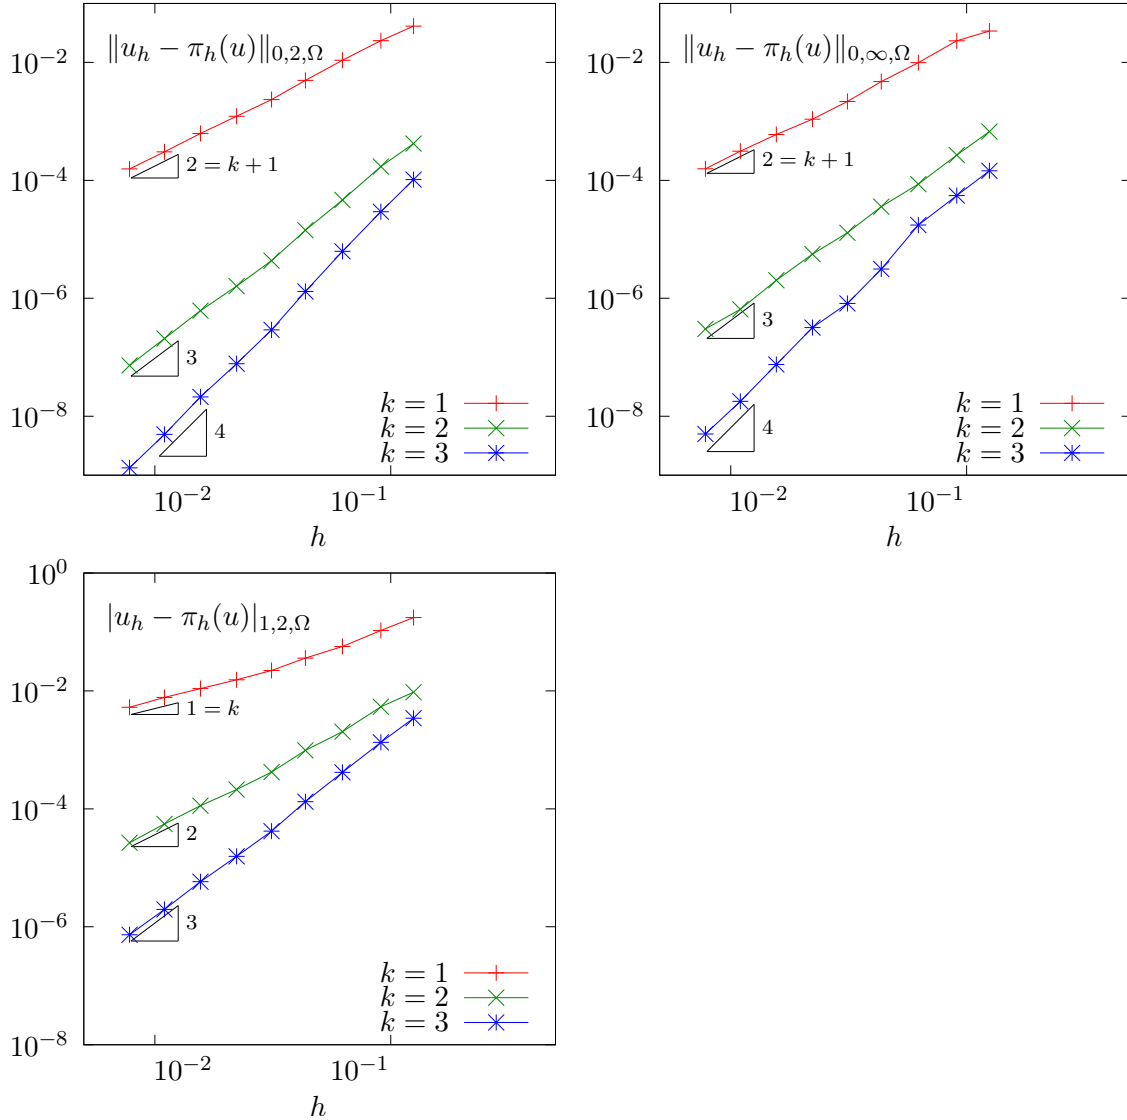 ‖u_h − π_h(u)‖_{0,2,Ω}
10^{−2}
10^{−4}
10^{−6}
10^{−8}
2 = k + 1
3
4
k = 1
k = 2
k = 3
10^{−2} 10^{−1}
h
‖u_h − π_h(u)‖_{0,∞,Ω}
10^{−2}
10^{−4}
10^{−6}
10^{−8}
2 = k + 1
3
4
k = 1
k = 2
k = 3
10^{−2} 10^{−1}
h
|u_h − π_h(u)|_{1,2,Ω}
10^{0}
10^{−2}
10^{−4}
10^{−6}
10^{−8}
1 = k
2
3
k = 1
k = 2
k = 3
10^{−2} 10^{−1}
h